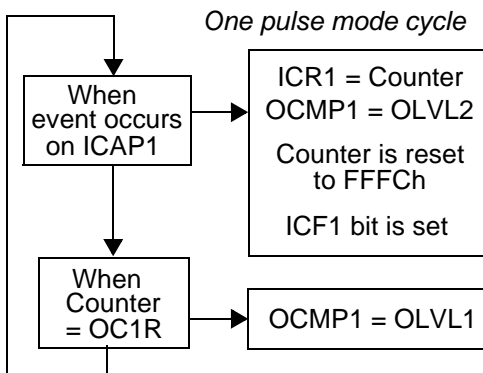 One pulse mode cycle
When
event occurs
on ICAP1
ICR1 = Counter
OCMP1 = OLVL2
Counter is reset
to FFFCh
ICF1 bit is set
When
Counter
= OC1R
OCMP1 = OLVL1